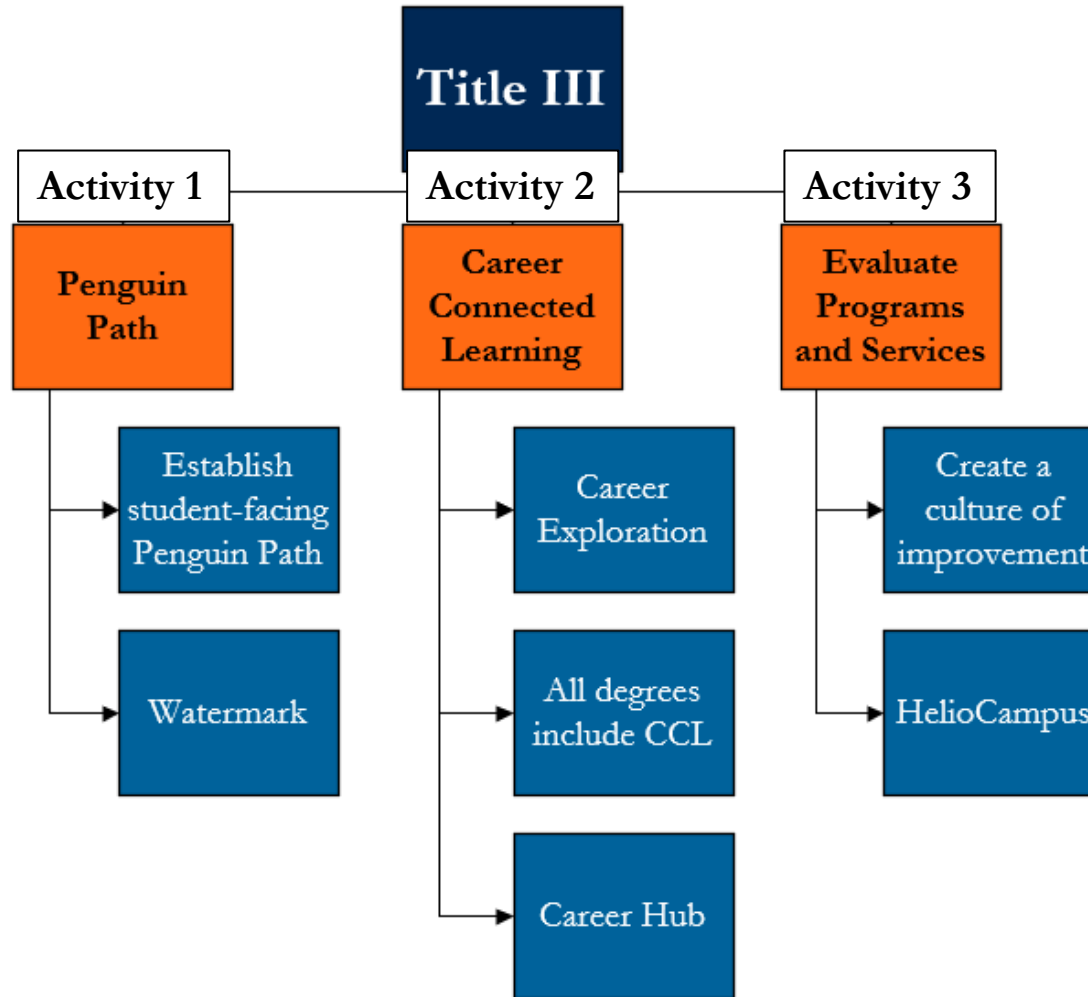 Title III
Activity 1
Activity 2
Activity 3
Penguin
Path
Career
Connected
Learning
Evaluate
Programs
and Services
Establish
student-facing
Penguin Path
Watermark
Career
Exploration
All degrees
include CCL
Career Hub
Create a
culture of
improvement
HelioCampus